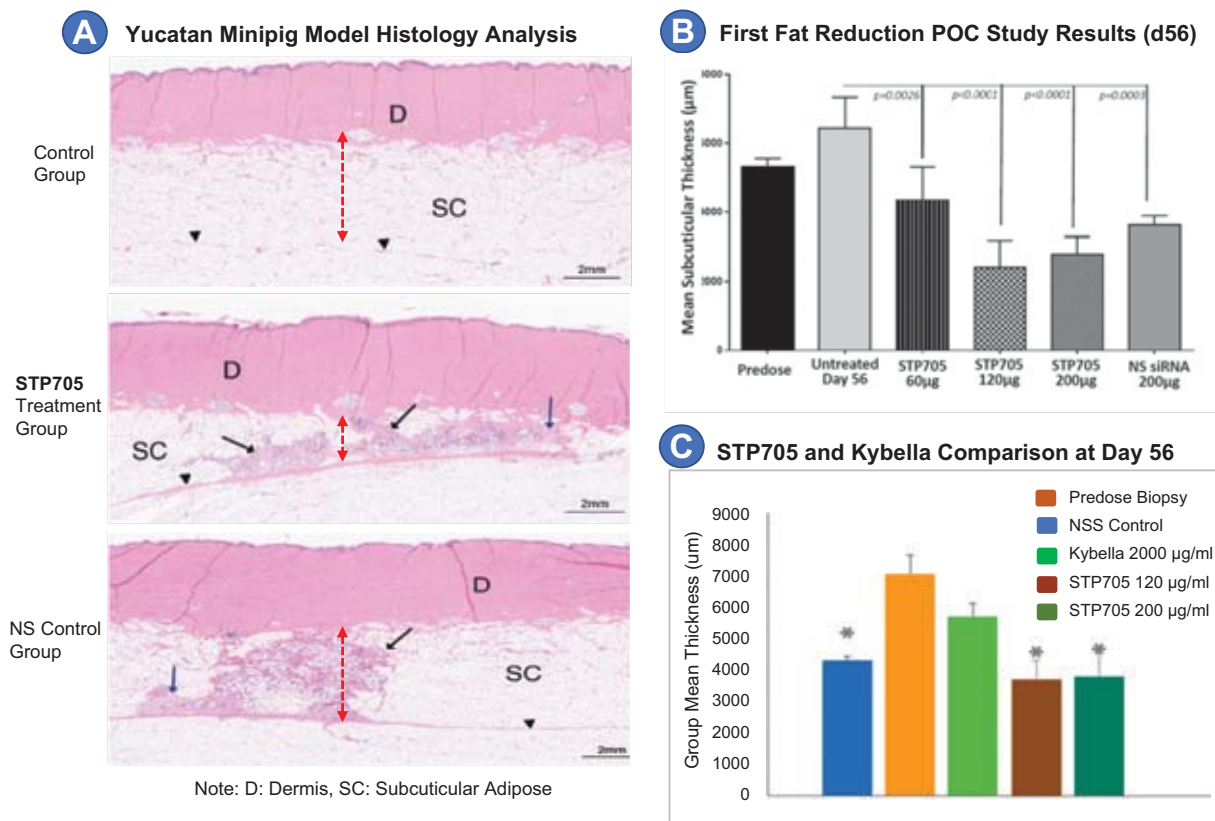 A Yucatan Minipig Model Histology Analysis
Control
Group
D
SC
2mm
STP705
Treatment
Group
D
SC
2mm
NS Control
Group
D
SC
2mm
Note: D: Dermis, SC: Subcuticular Adipose
B First Fat Reduction POC Study Results (d56)
Mean Subcuticular Thickness (µm)
p=0.0026
p<0.0001
p<0.0001
p=0.0003
Predose
Untreated
Day 56
STP705
60µg
STP705
120µg
STP705
200µg
NS siRNA
200µg
C STP705 and Kybella Comparison at Day 56
Group Mean Thickness (um)
9000
8000
7000
6000
5000
4000
3000
2000
1000
0
*
*
*
Predose Biopsy
NSS Control
Kybella 2000 µg/ml
STP705 120 µg/ml
STP705 200 µg/ml